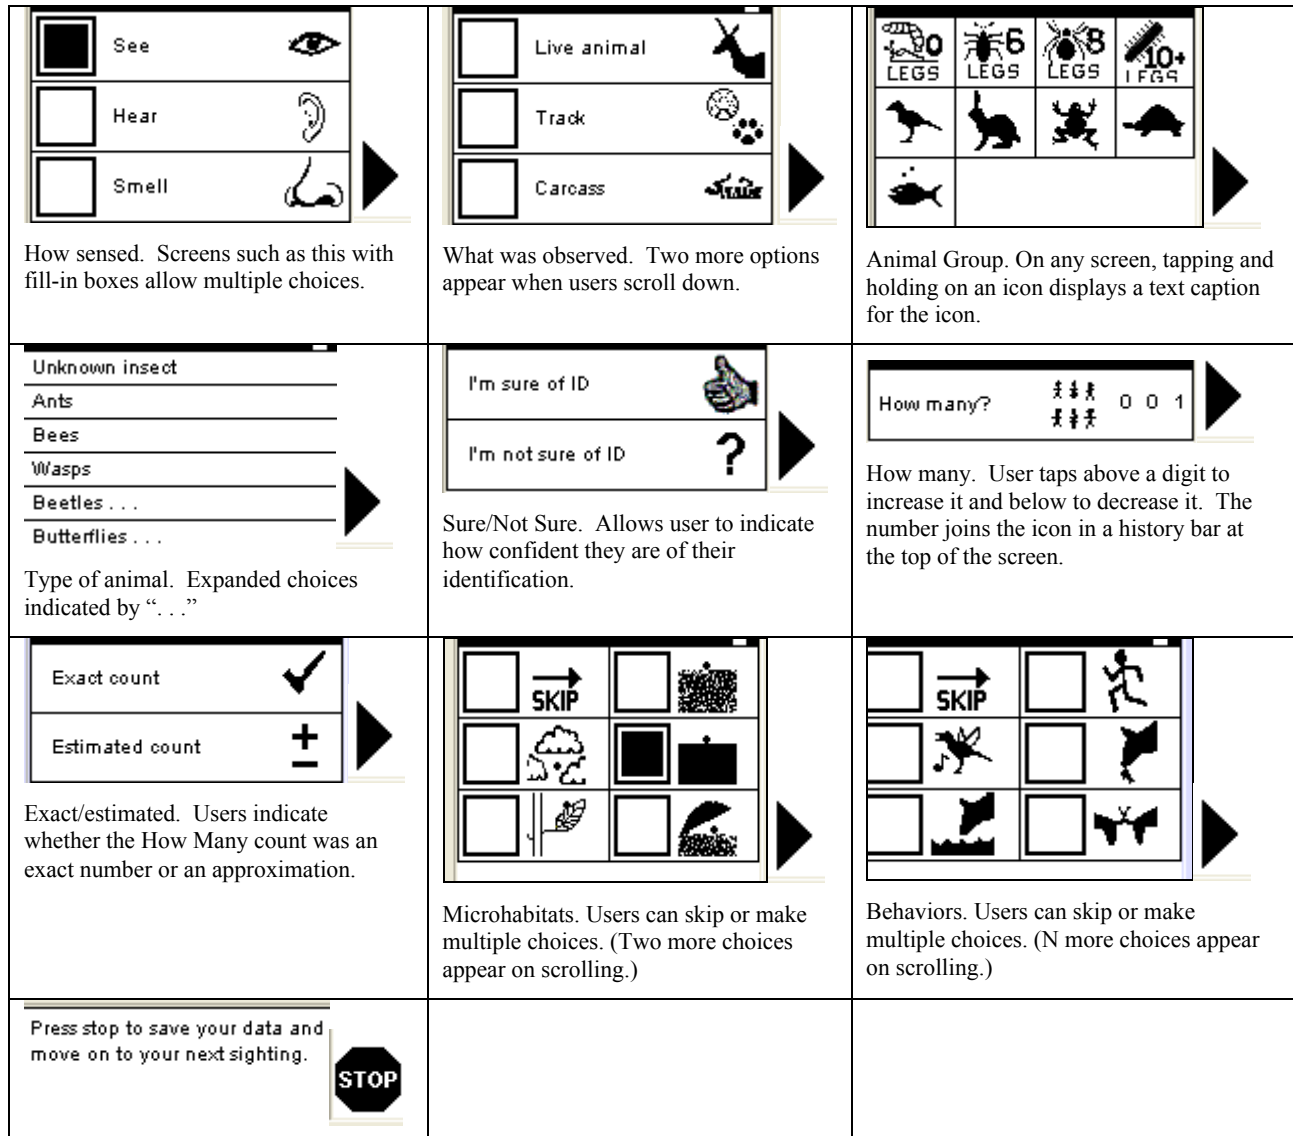 See
Hear
Smell
How sensed.  Screens such as this with
fill-in boxes allow multiple choices.
Live animal
Track
Carcass
What was observed.  Two more options
appear when users scroll down.
0 6 8 10+
LEGS LEGS LEGS LEGS
Animal Group. On any screen, tapping and
holding on an icon displays a text caption
for the icon.
Unknown insect
Ants
Bees
Wasps
Beetles . . .
Butterflies . . .
Type of animal.  Expanded choices
indicated by “. . .”
I'm sure of ID
I'm not sure of ID ?
Sure/Not Sure.  Allows user to indicate
how confident they are of their
identification.
How many? 0 0 1
How many.  User taps above a digit to
increase it and below to decrease it.  The
number joins the icon in a history bar at
the top of the screen.
Exact count
Estimated count ±
Exact/estimated.  Users indicate
whether the How Many count was an
exact number or an approximation.
SKIP
Microhabitats. Users can skip or make
multiple choices. (Two more choices
appear on scrolling.)
SKIP
Behaviors. Users can skip or make
multiple choices. (N more choices appear
on scrolling.)
Press stop to save your data and
move on to your next sighting.
STOP